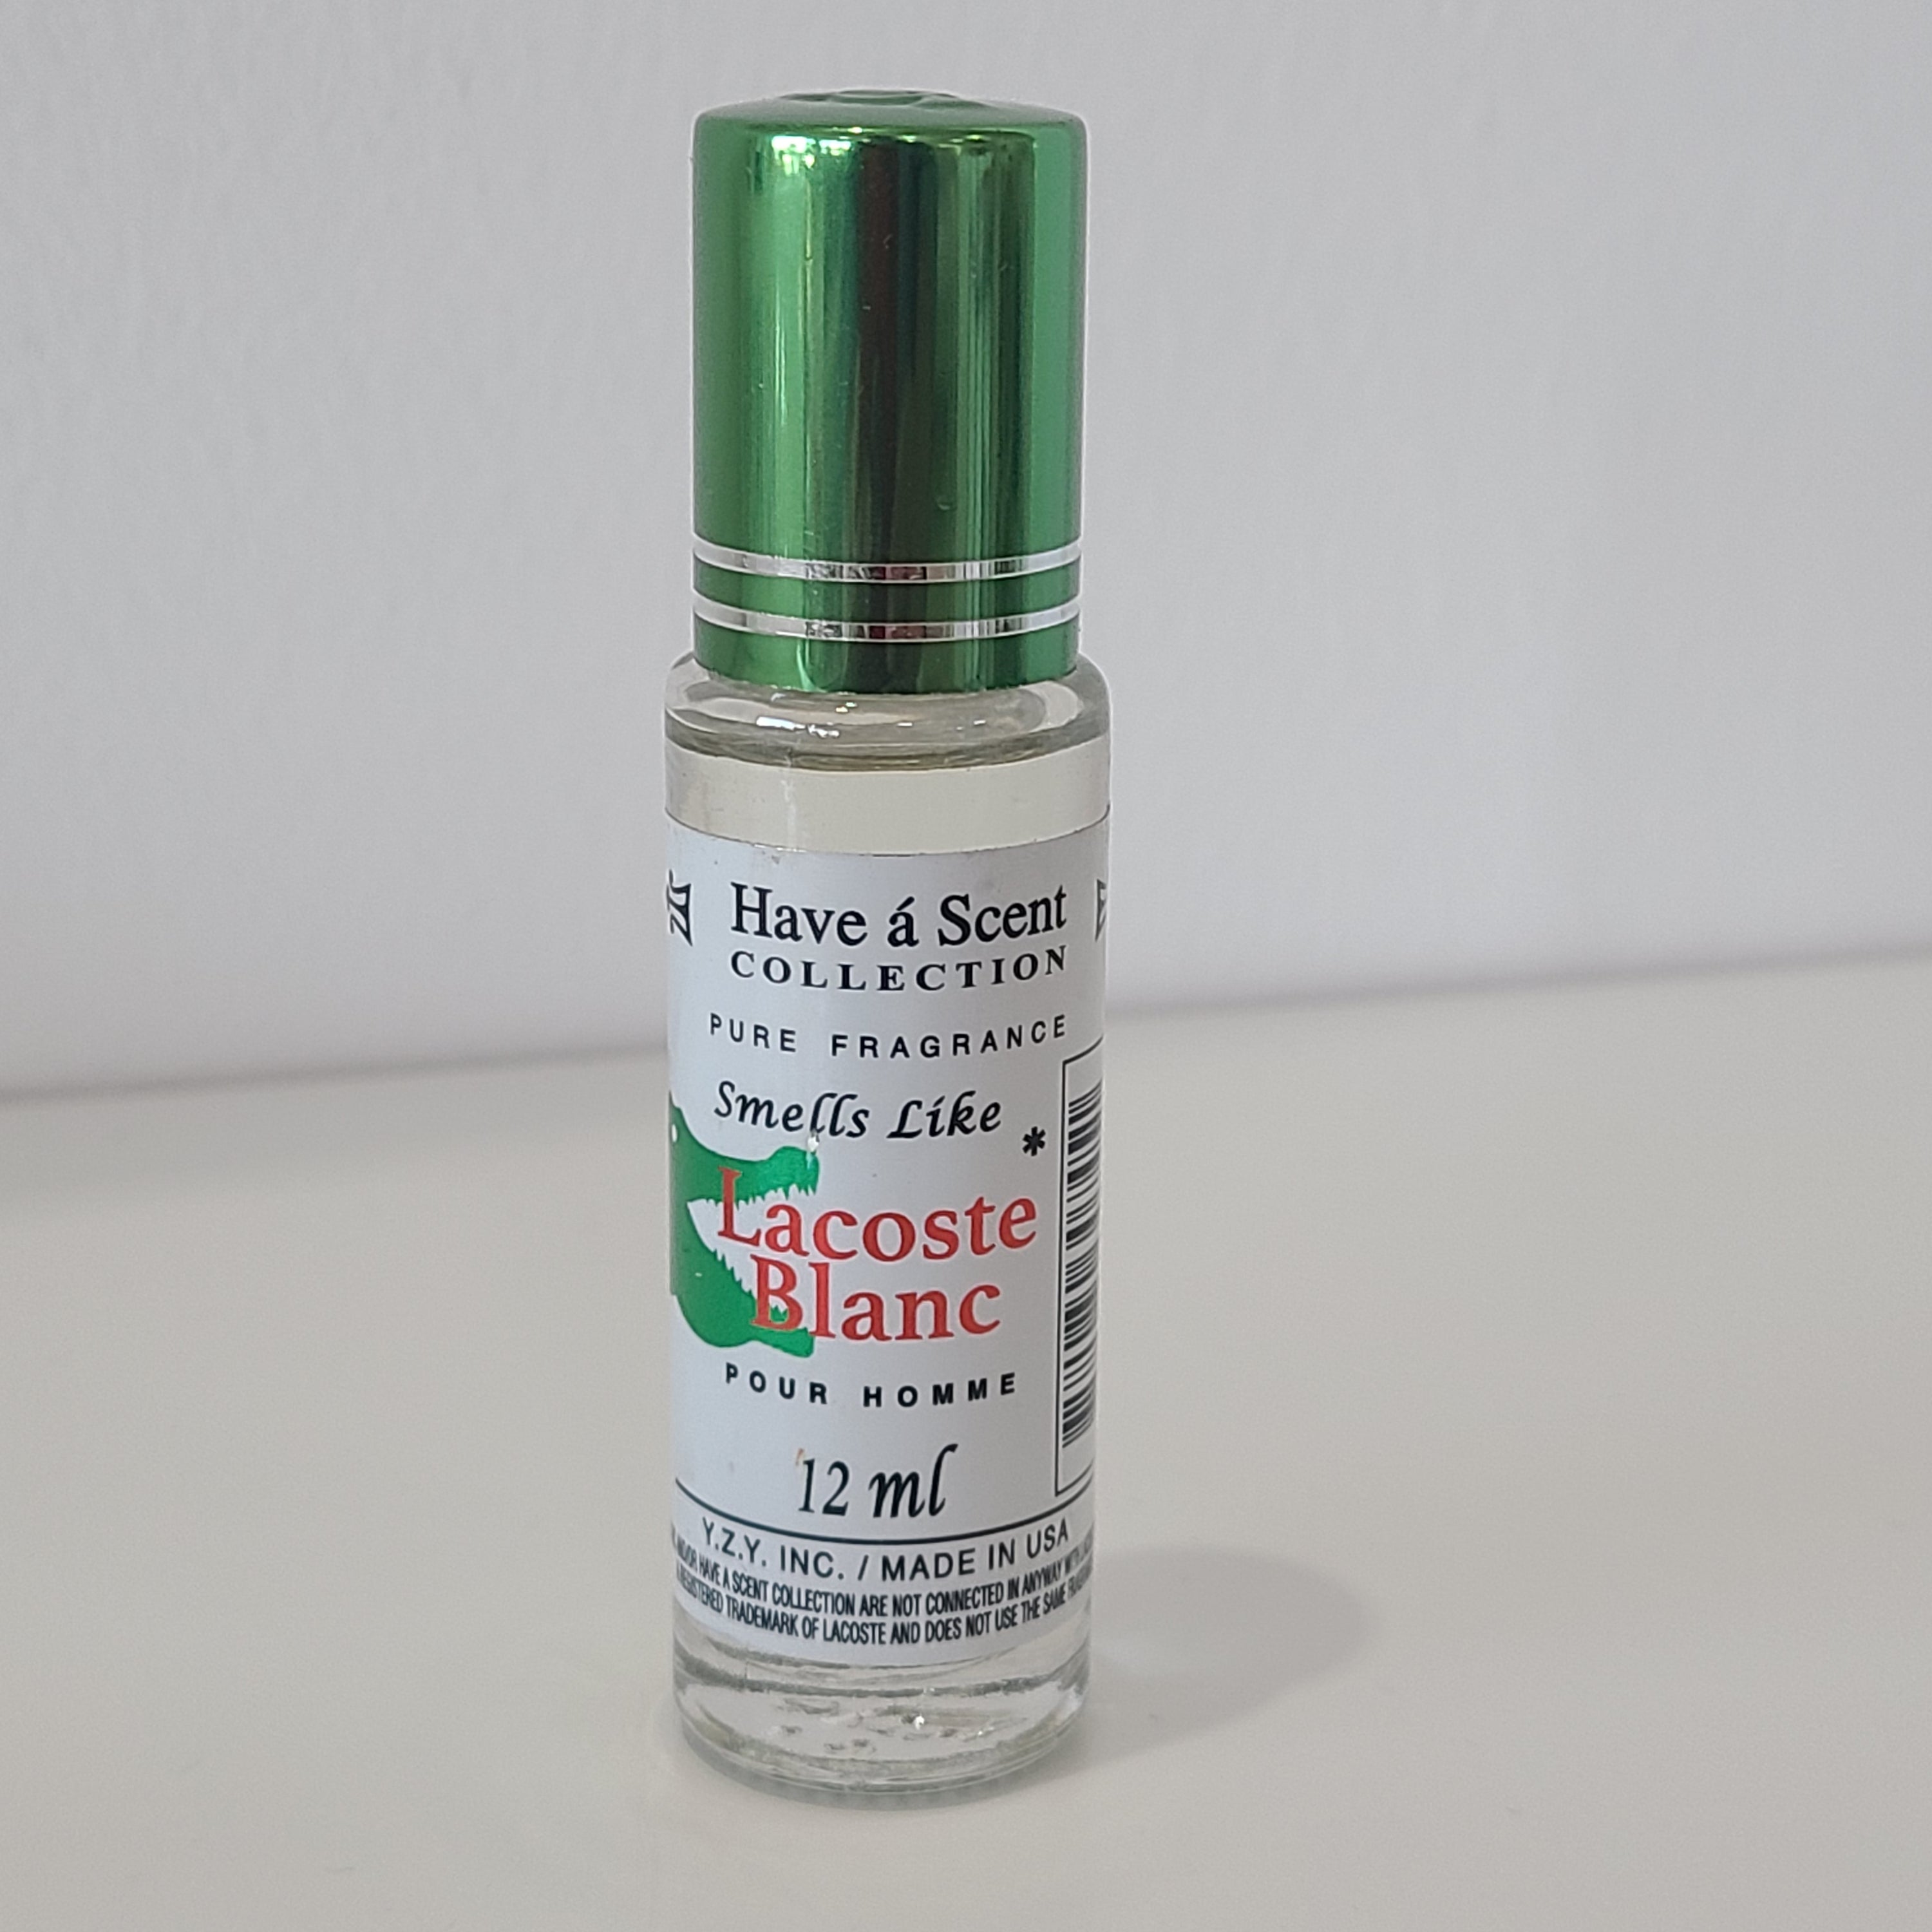 Have á Scent
COLLECTION
PURE FRAGRANCE
Smells Like
*
Lacoste
Blanc
POUR HOMME
12 ml
Y.Z.Y. INC. / MADE IN USA
HAVE A SCENT COLLECTION ARE NOT CONNECTED IN ANYWAY
REGISTERED TRADEMARK OF LACOSTE AND DOES NOT USE THE SAME